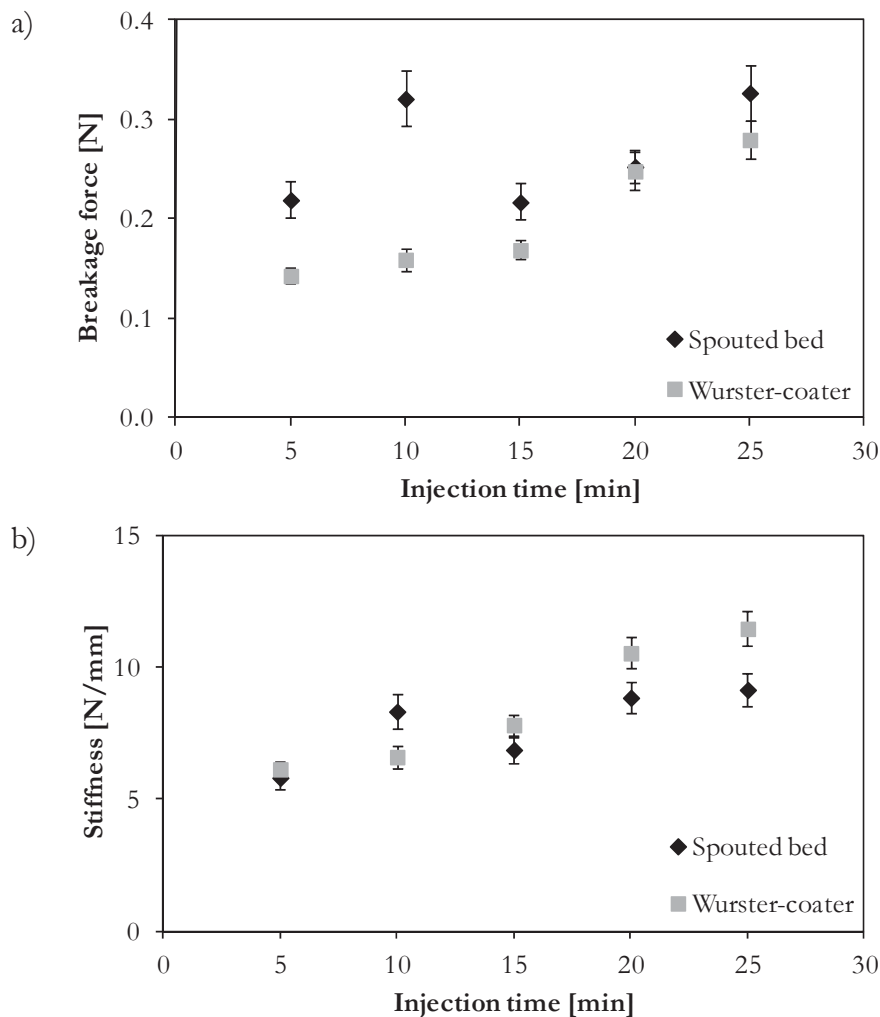 a)
0.4
0.3
0.2
0.1
0.0
Breakage force [N]
Spouted bed
Wurster-coater
0 5 10 15 20 25 30
Injection time [min]
b)
15
10
5
0
Stiffness [N/mm]
Spouted bed
Wurster-coater
0 5 10 15 20 25 30
Injection time [min]